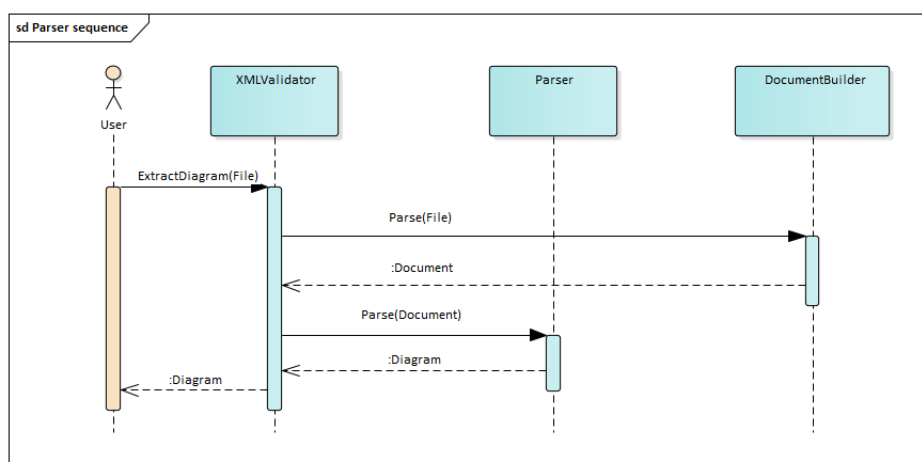 sd Parser sequence
XMLValidator
Parser
DocumentBuilder
User
ExtractDiagram(File)
Parse(File)
:Document
Parse(Document)
:Diagram
:Diagram